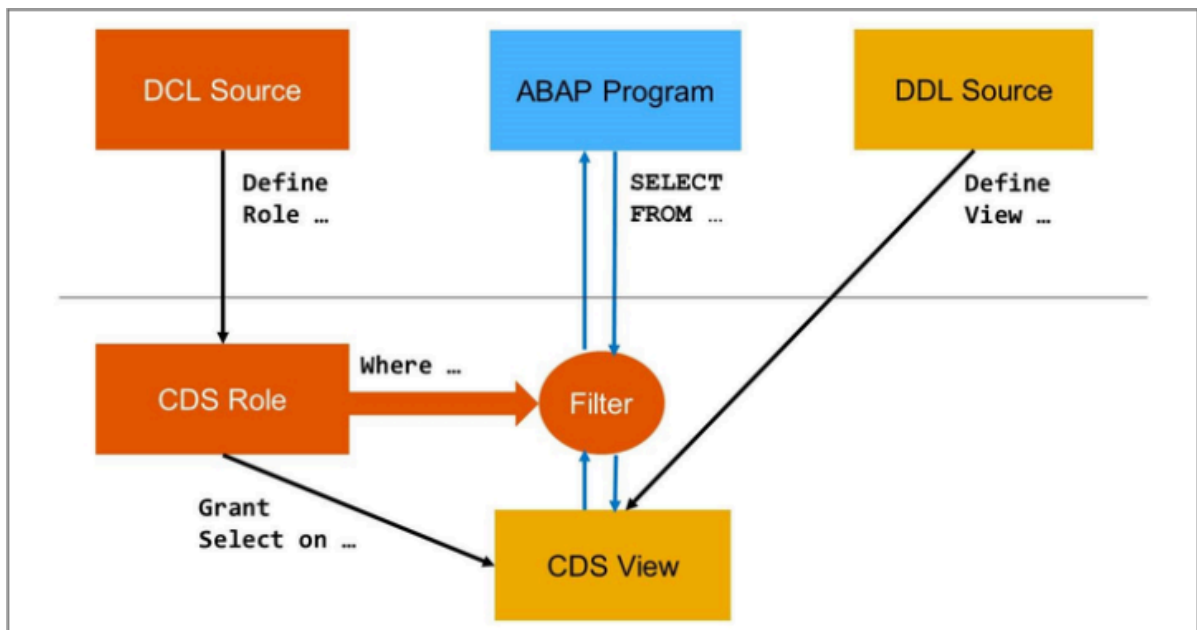 DCL Source
ABAP Program
DDL Source
Define
Role …
SELECT
FROM …
Define
View …
CDS Role
Where …
Filter
Grant
Select on …
CDS View